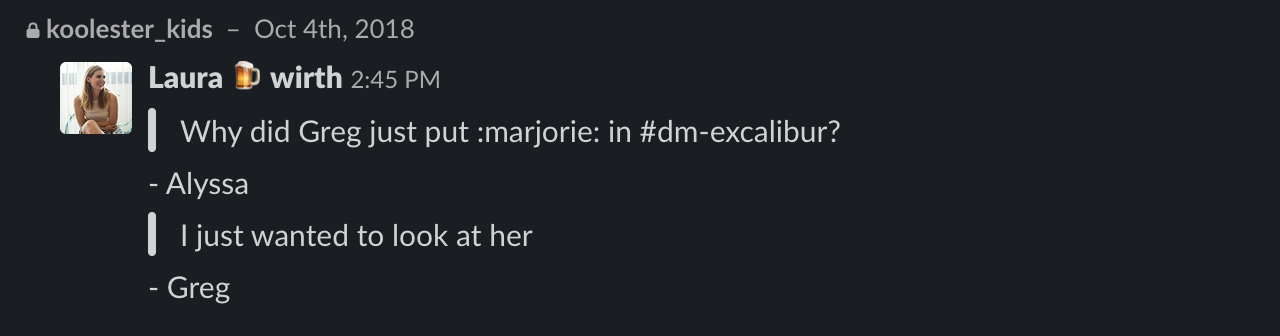 koolester_kids – Oct 4th, 2018
Laura 🍺 wirth 2:45 PM
Why did Greg just put :marjorie: in #dm-excalibur?
- Alyssa
I just wanted to look at her
- Greg